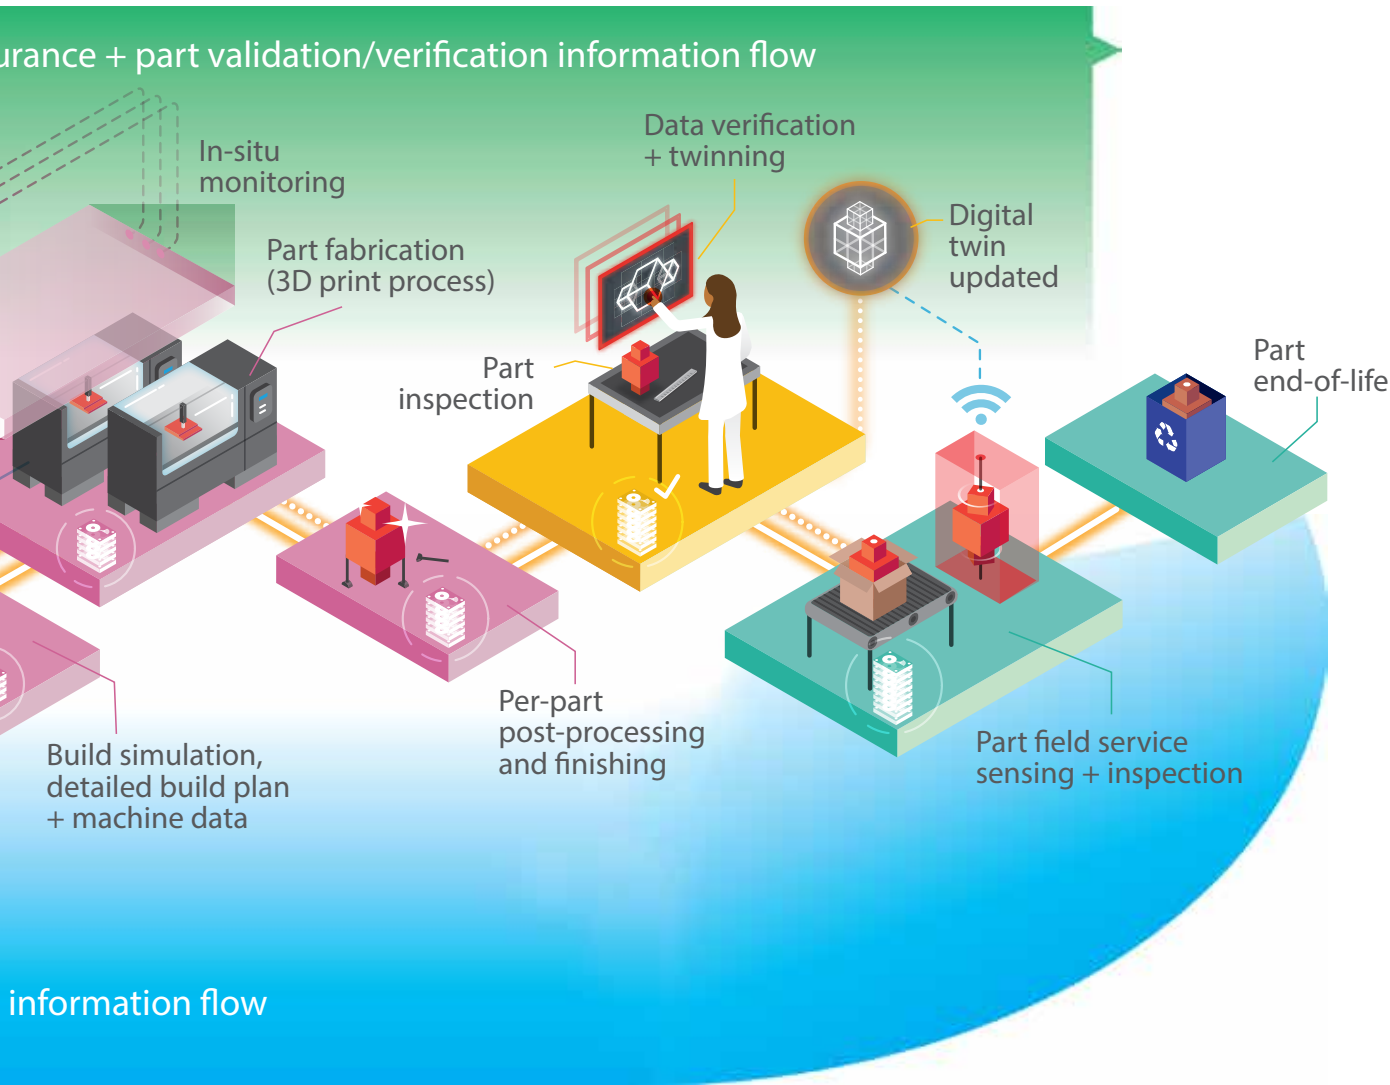 + part validation/verification information flow
In-situ
monitoring
Data verification
+ twinning
Digital
twin
updated
Part fabrication
(3D print process)
Part
inspection
Part
end-of-life
Per-part
post-processing
and finishing
Build simulation,
detailed build plan
+ machine data
Part field service
sensing + inspection
information flow